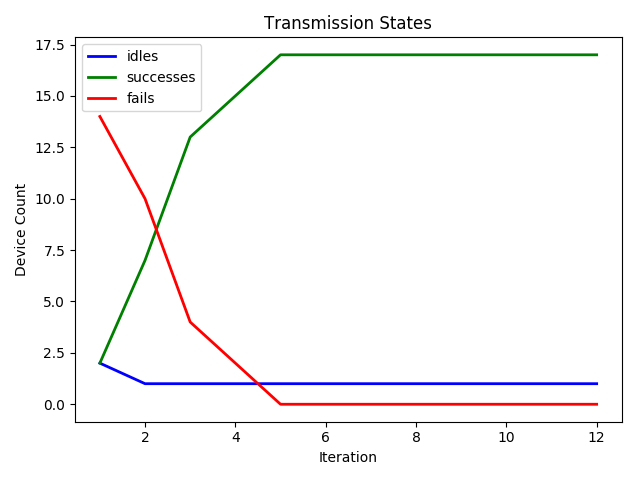 Transmission States
idles
successes
fails
17.5
15.0
12.5
10.0
7.5
5.0
2.5
0.0
Device Count
2 4 6 8 10 12
Iteration